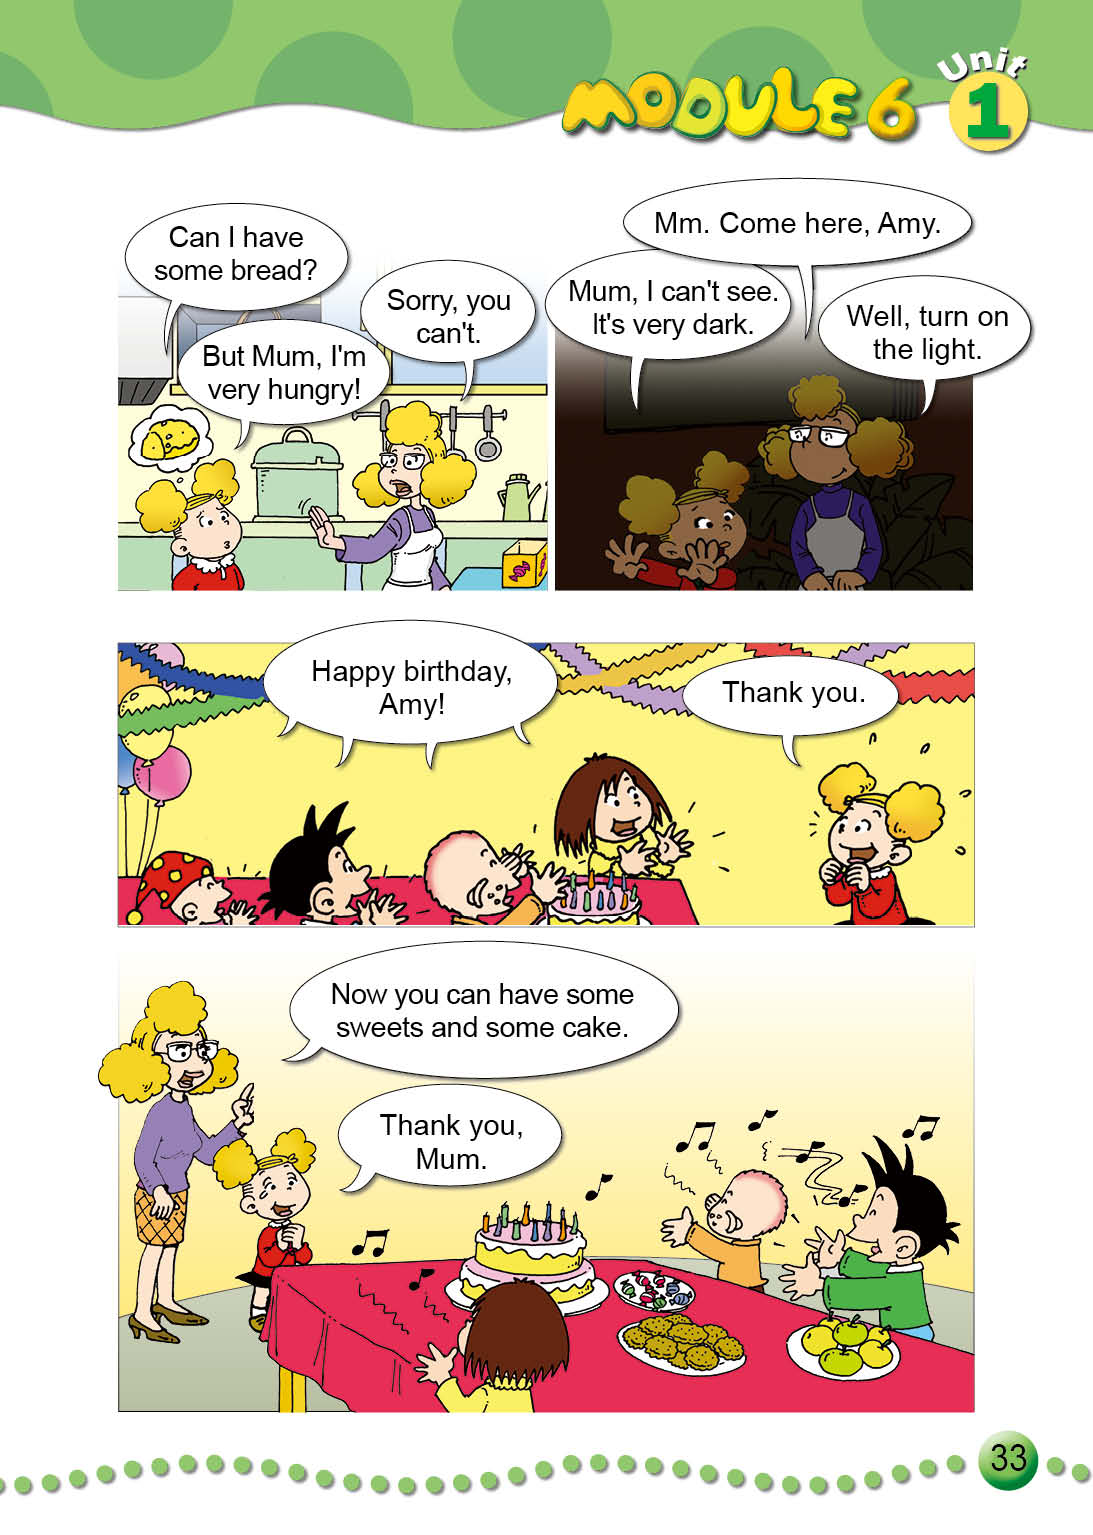 MODULE 6
Unit
1
Can I have
some bread?
Sorry, you
can't.
But Mum, I'm
very hungry!
Mum, I can't see.
It's very dark.
Mm. Come here, Amy.
Well, turn on
the light.
Happy birthday,
Amy!
Thank you.
Now you can have some
sweets and some cake.
Thank you,
Mum.
33